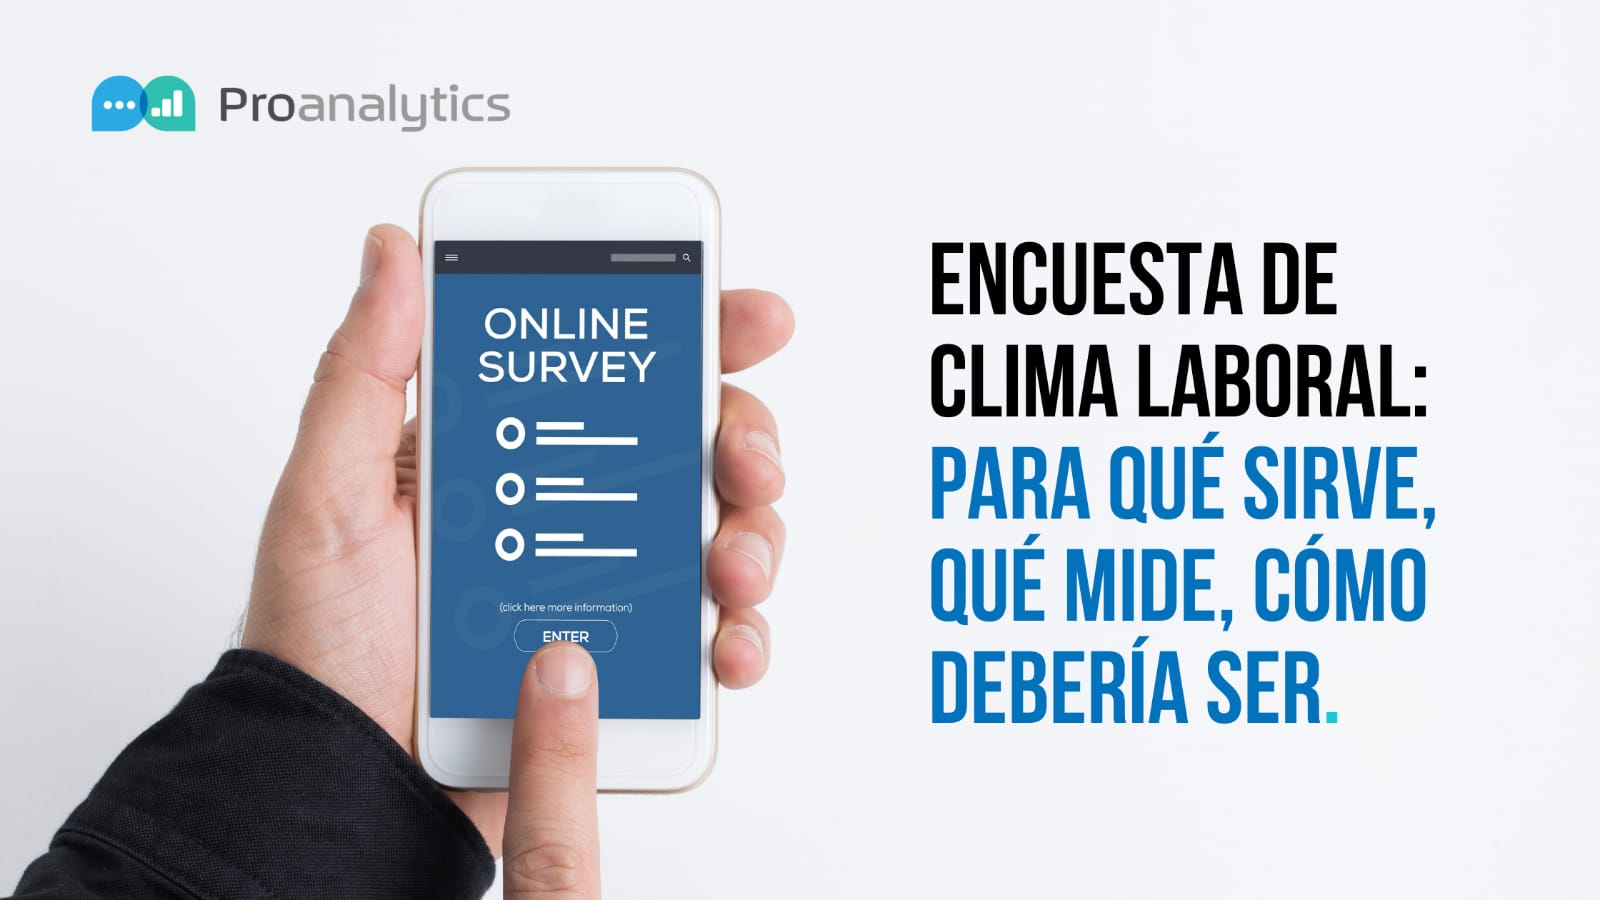 Proanalytics
ONLINE
SURVEY
(click here more information)
ENTER
ENCUESTA DE
CLIMA LABORAL:
PARA QUÉ SIRVE,
QUÉ MIDE, CÓMO
DEBERÍA SER.